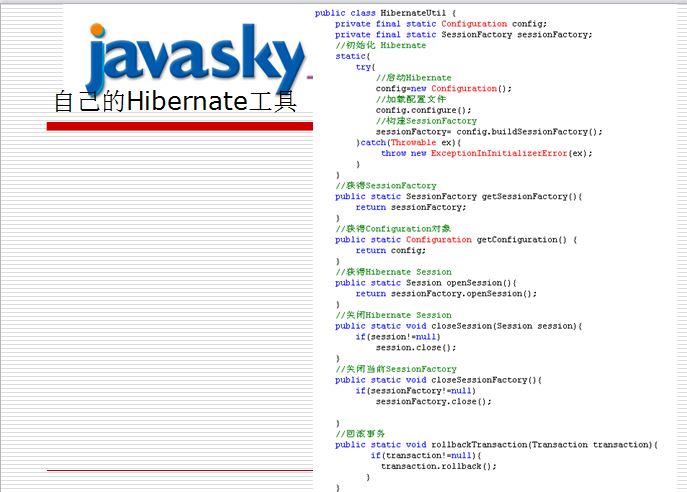 javasky
自己的Hibernate工具
public class HibernateUtil {
private final static Configuration config;
private final static SessionFactory sessionFactory;
//初始化 Hibernate
static{
try{
//启动Hibernate
config=new Configuration();
//加载配置文件
config.configure();
//构建SessionFactory
sessionFactory= config.buildSessionFactory();
}catch(Throwable ex){
throw new ExceptionInInitializerError(ex);
}
}
//获得SessionFactory
public static SessionFactory getSessionFactory(){
return sessionFactory;
}
//获得Configuration对象
public static Configuration getConfiguration() {
return config;
}
//获得Hibernate Session
public static Session openSession(){
return sessionFactory.openSession();
}
//关闭Hibernate Session
public static void closeSession(Session session){
if(session!=null)
session.close();
}
//关闭当前SessionFactory
public static void closeSessionFactory(){
if(sessionFactory!=null)
sessionFactory.close();
}
//回滚事务
public static void rollbackTransaction(Transaction transaction){
if(transaction!=null){
transaction.rollback();
}
}